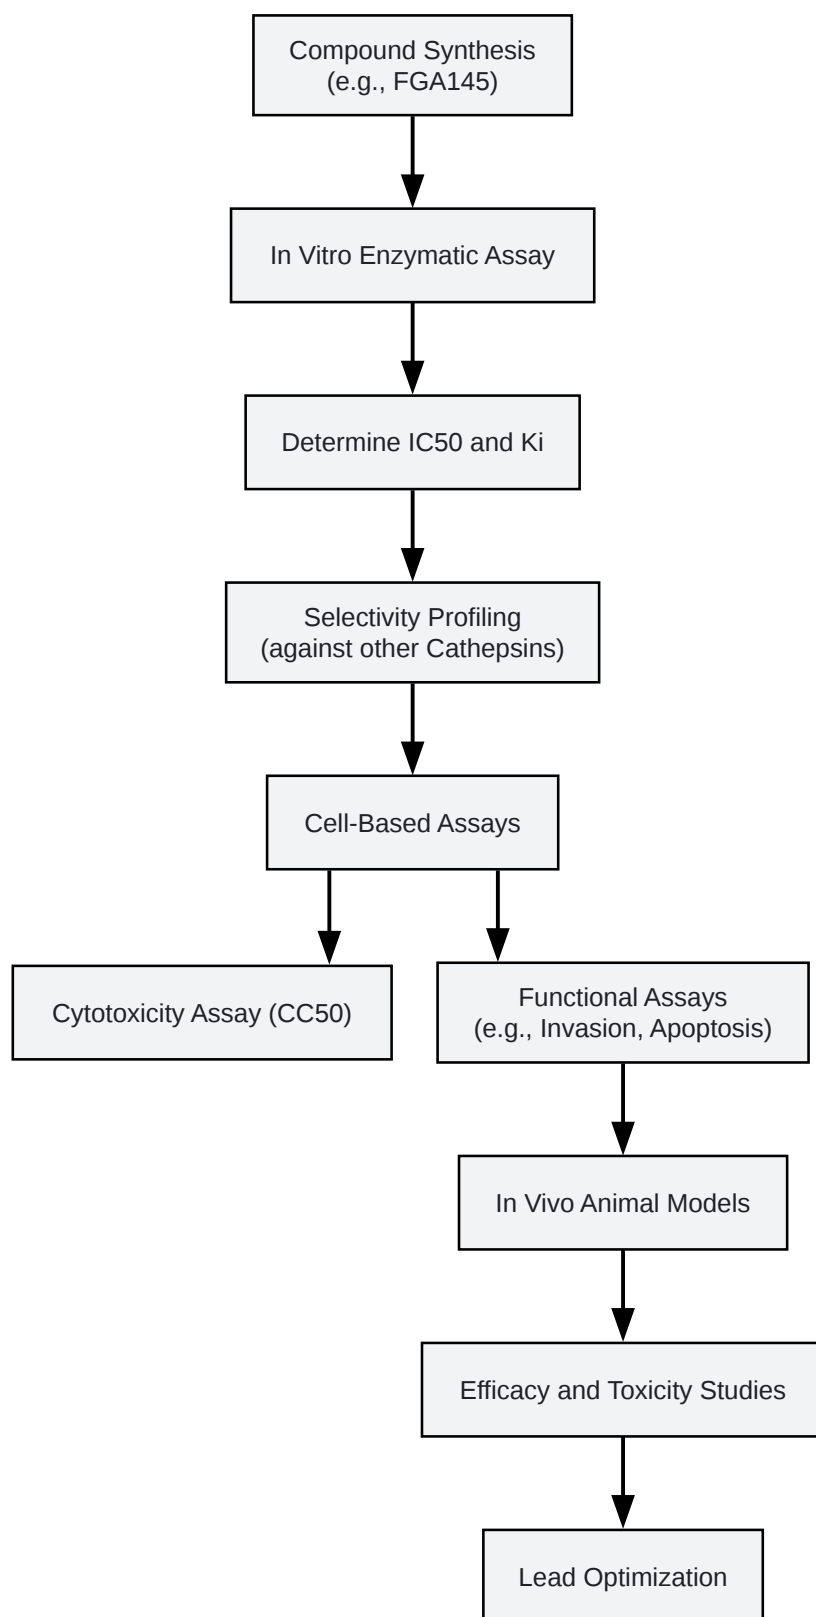 Compound Synthesis
(e.g., FGA145)
In Vitro Enzymatic Assay
Determine IC50 and Ki
Selectivity Profiling
(against other Cathepsins)
Cell-Based Assays
Cytotoxicity Assay (CC50)
Functional Assays
(e.g., Invasion, Apoptosis)
In Vivo Animal Models
Efficacy and Toxicity Studies
Lead Optimization